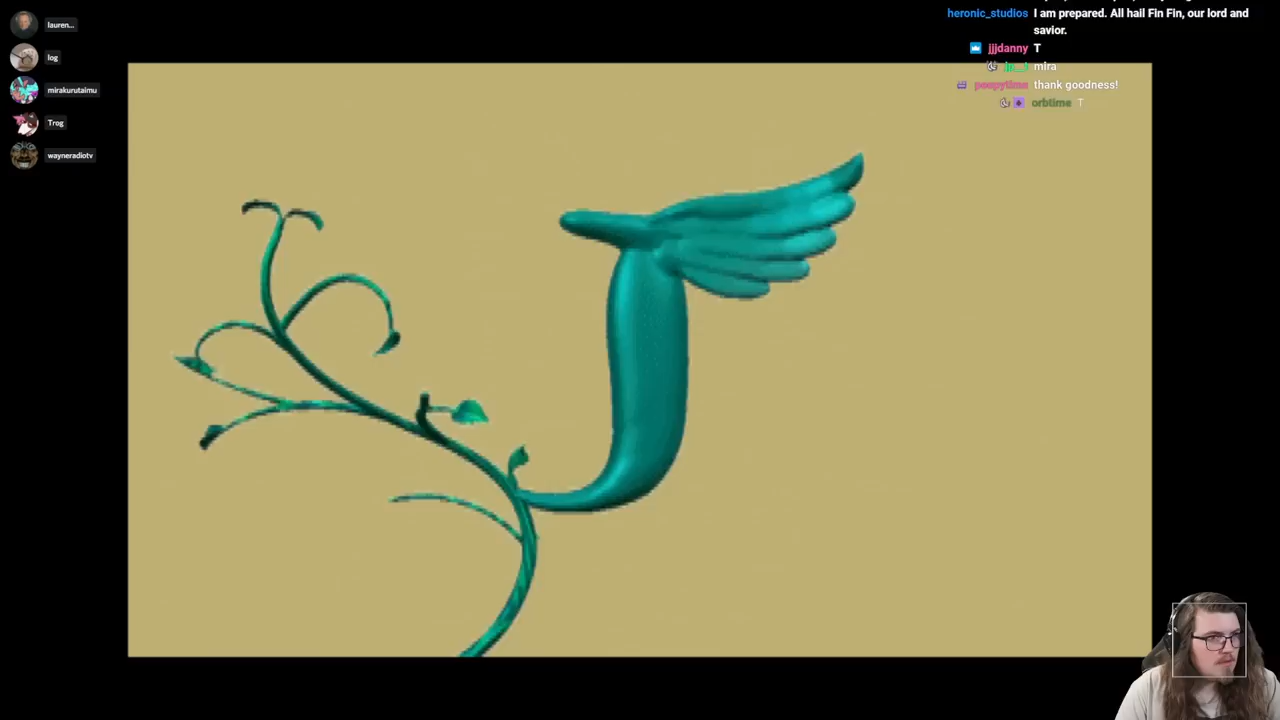 lauren...
log
mirakurutaimu
Trog
wayneradiotv
heronic_studios I am prepared. All hail Fin Fin, our lord and
savior.
jjjdanny T
mira
peepytime thank goodness!
orbtime T